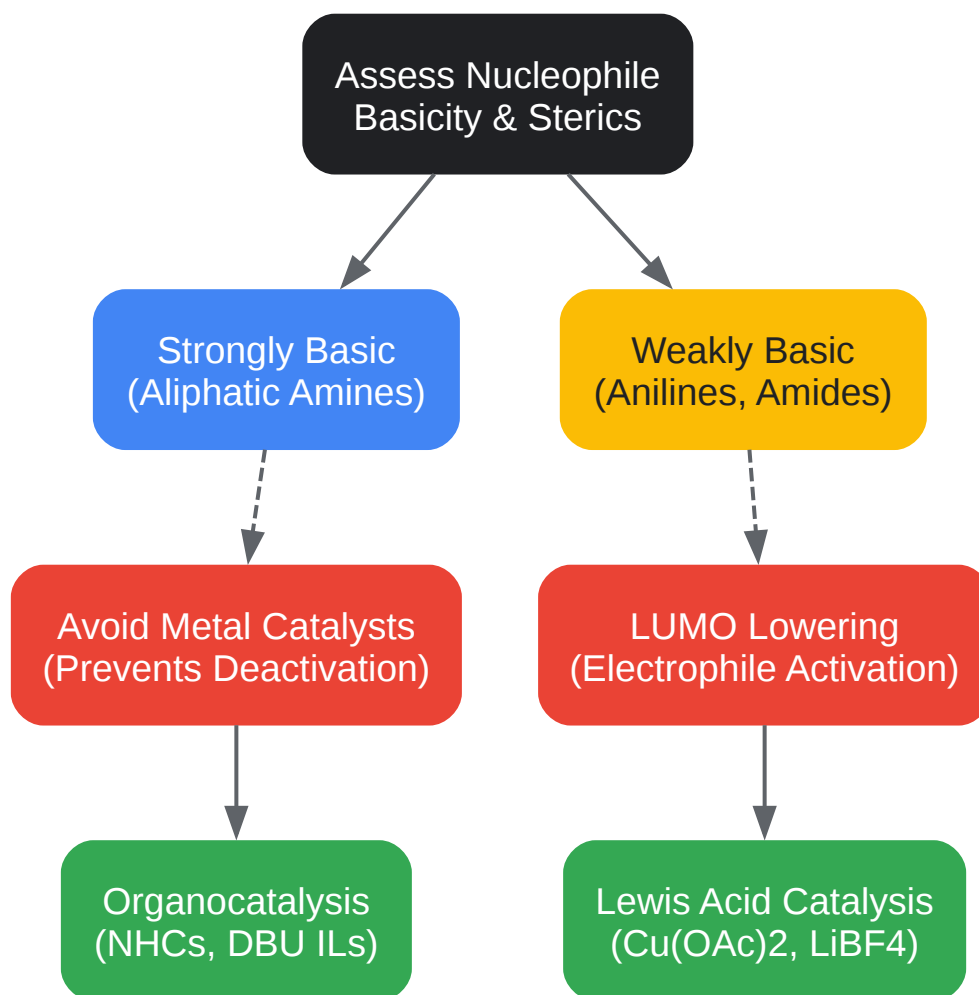 Assess Nucleophile
Basicity & Sterics
Strongly Basic
(Aliphatic Amines)
Weakly Basic
(Anilines, Amides)
Avoid Metal Catalysts
(Prevents Deactivation)
LUMO Lowering
(Electrophile Activation)
Organocatalysis
(NHCs, DBU ILs)
Lewis Acid Catalysis
(Cu(OAc)2, LiBF4)